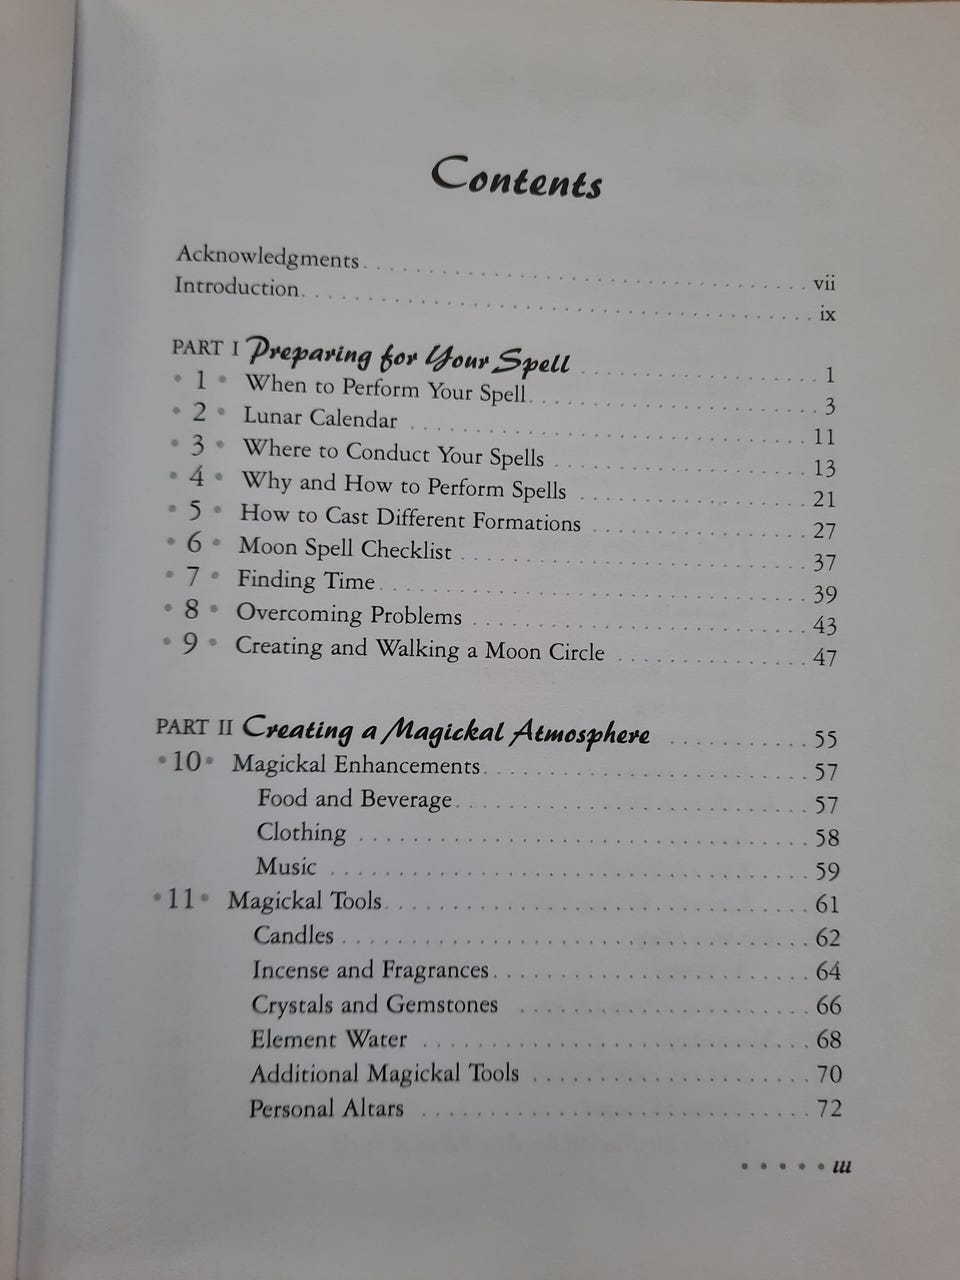 Contents
Acknowledgments . . . . . . . . . . . . . . . . . . . . . . . . . . . . . . vii
Introduction. . . . . . . . . . . . . . . . . . . . . . . . . . . . . . . . . . ix
PART I Preparing for Your Spell . . . . . . . . . . . . . . . . . 1
• 1 • When to Perform Your Spell. . . . . . . . . . . . . . . . . . . 3
• 2 • Lunar Calendar . . . . . . . . . . . . . . . . . . . . . . . . . . . 11
• 3 • Where to Conduct Your Spells . . . . . . . . . . . . . . . . . 13
• 4 • Why and How to Perform Spells . . . . . . . . . . . . . . . 21
• 5 • How to Cast Different Formations . . . . . . . . . . . . . . 27
• 6 • Moon Spell Checklist . . . . . . . . . . . . . . . . . . . . . . . 37
• 7 • Finding Time. . . . . . . . . . . . . . . . . . . . . . . . . . . . . 39
• 8 • Overcoming Problems . . . . . . . . . . . . . . . . . . . . . . 43
• 9 • Creating and Walking a Moon Circle . . . . . . . . . . . . 47
PART II Creating a Magickal Atmosphere . . . . . . . . . . 55
• 10 • Magickal Enhancements. . . . . . . . . . . . . . . . . . . . . 57
Food and Beverage. . . . . . . . . . . . . . . . . . . . . . . . 57
Clothing . . . . . . . . . . . . . . . . . . . . . . . . . . . . . . 58
Music . . . . . . . . . . . . . . . . . . . . . . . . . . . . . . . . 59
• 11 • Magickal Tools. . . . . . . . . . . . . . . . . . . . . . . . . . . . 61
Candles . . . . . . . . . . . . . . . . . . . . . . . . . . . . . . . 62
Incense and Fragrances. . . . . . . . . . . . . . . . . . . . . 64
Crystals and Gemstones . . . . . . . . . . . . . . . . . . . . 66
Element Water . . . . . . . . . . . . . . . . . . . . . . . . . . 68
Additional Magickal Tools . . . . . . . . . . . . . . . . . . 70
Personal Altars . . . . . . . . . . . . . . . . . . . . . . . . . . 72
• • • • • iii